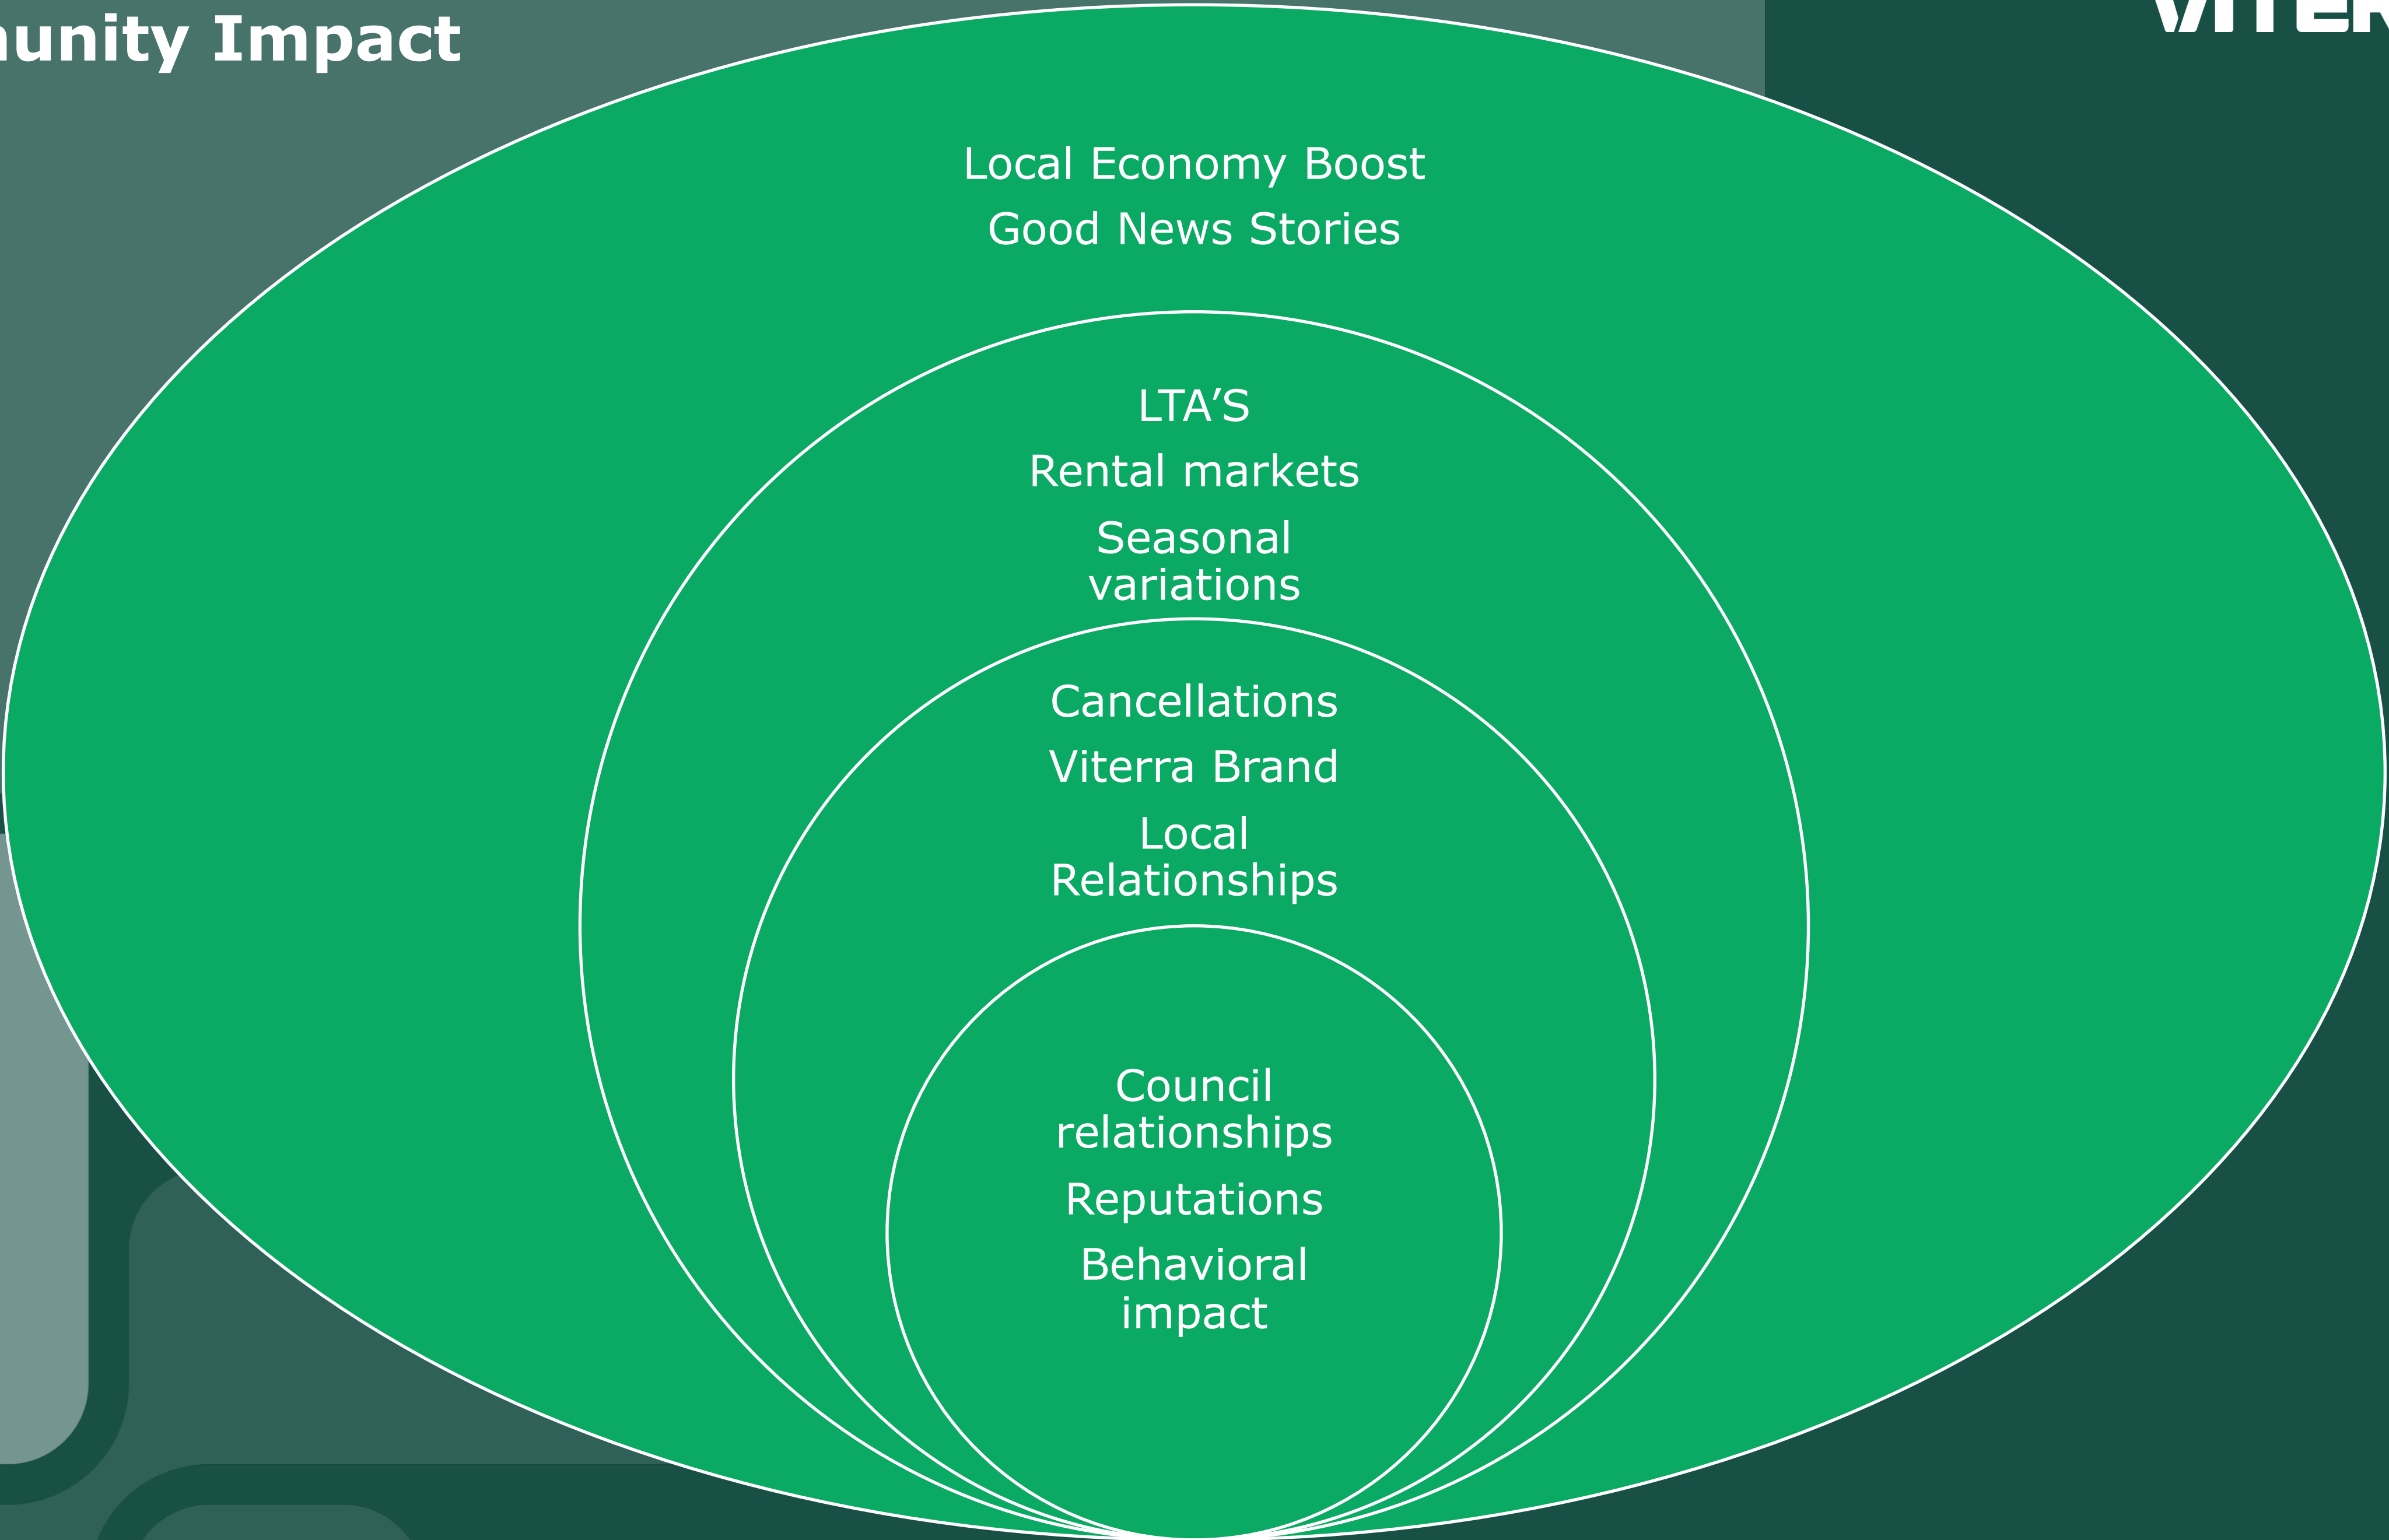 Impact
Local Economy Boost
Good News Stories
LTA’S
Rental markets
Seasonal
variations
Cancellations
Viterra Brand
Local
Relationships
Council
relationships
Reputations
Behavioral
impact